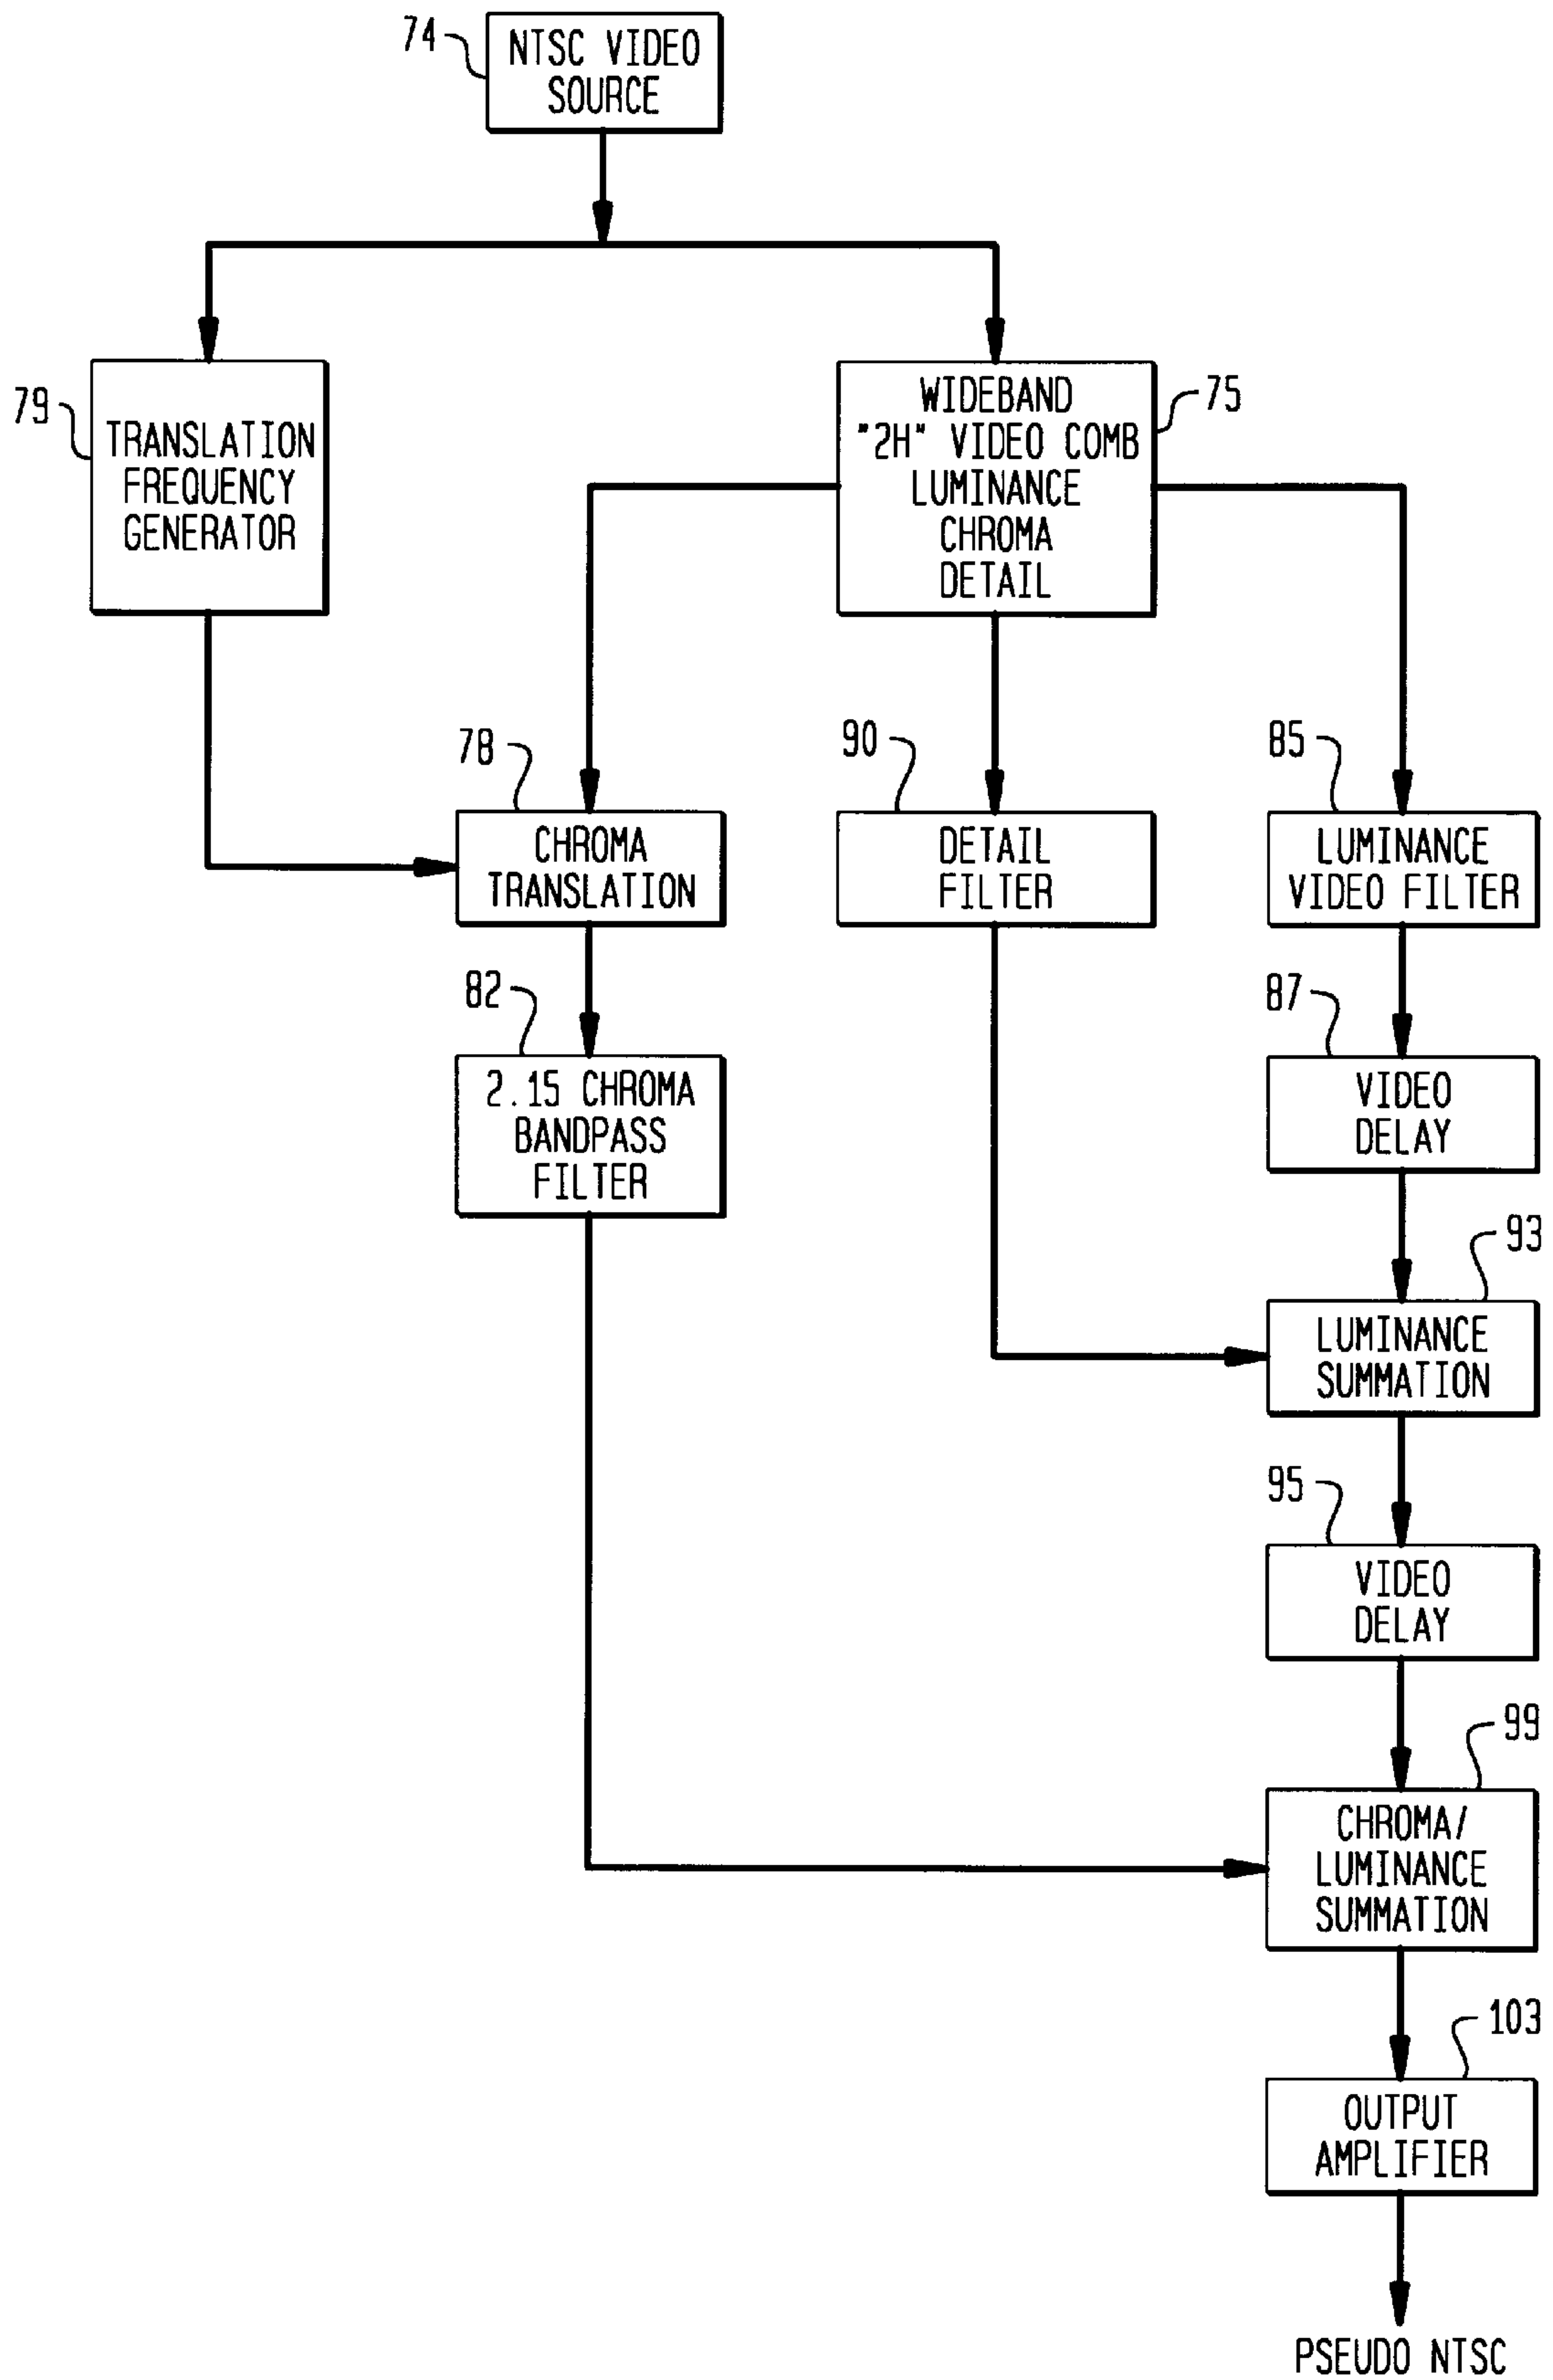 74
NTSC VIDEO
SOURCE
79
TRANSLATION
FREQUENCY
GENERATOR
WIDEBAND
"2H" VIDEO COMB
LUMINANCE
CHROMA
DETAIL
75
78
CHROMA
TRANSLATION
90
DETAIL
FILTER
85
LUMINANCE
VIDEO FILTER
82
2.15 CHROMA
BANDPASS
FILTER
87
VIDEO
DELAY
93
LUMINANCE
SUMMATION
95
VIDEO
DELAY
99
CHROMA/
LUMINANCE
SUMMATION
103
OUTPUT
AMPLIFIER
PSEUDO NTSC